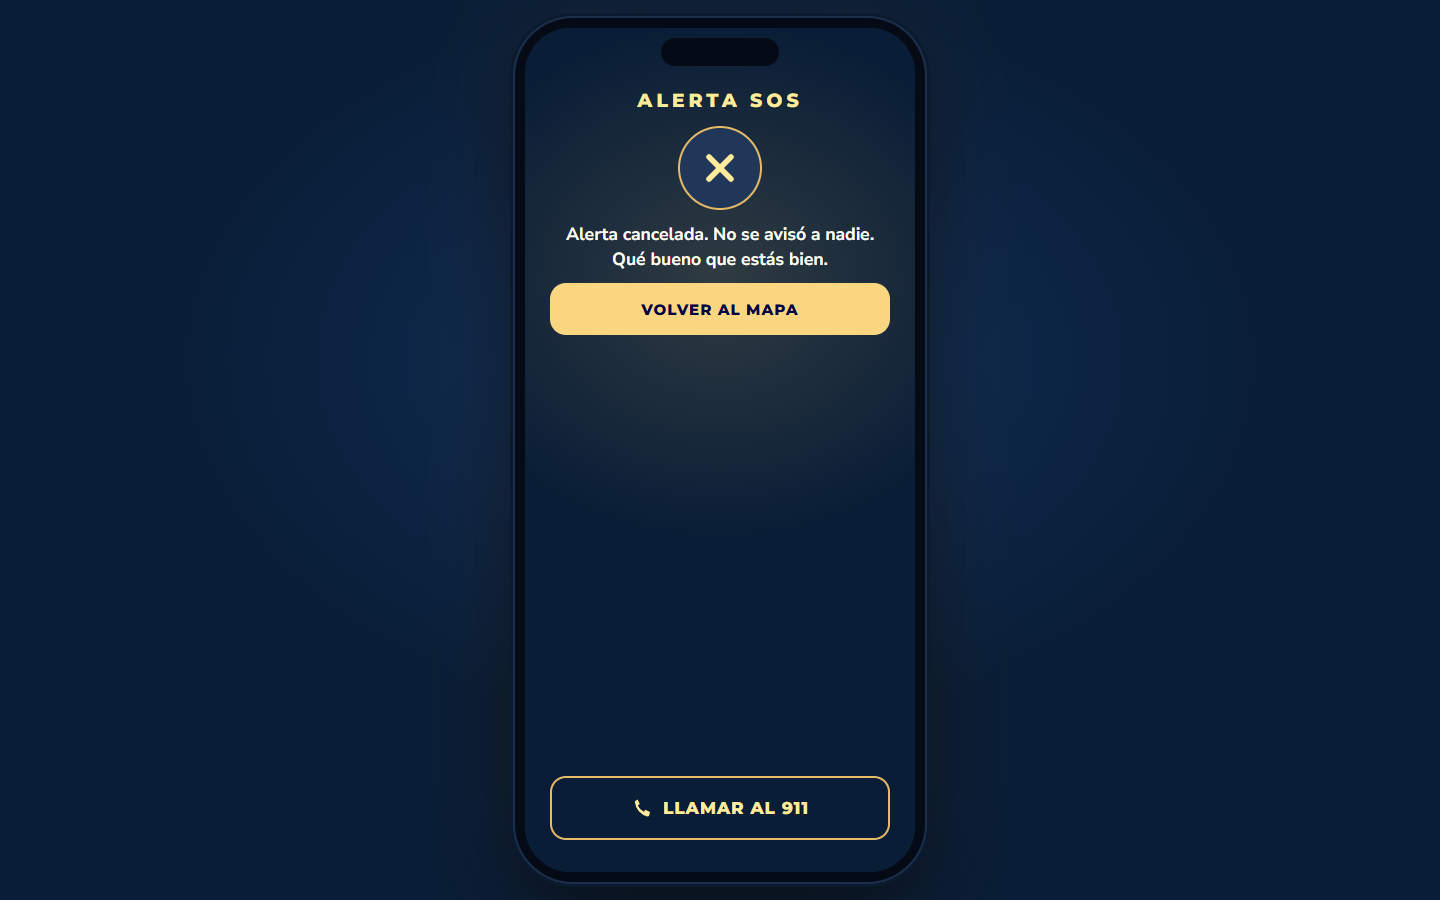 ALERTA SOS
Alerta cancelada. No se avisó a nadie.
Qué bueno que estás bien.
VOLVER AL MAPA
LLAMAR AL 911